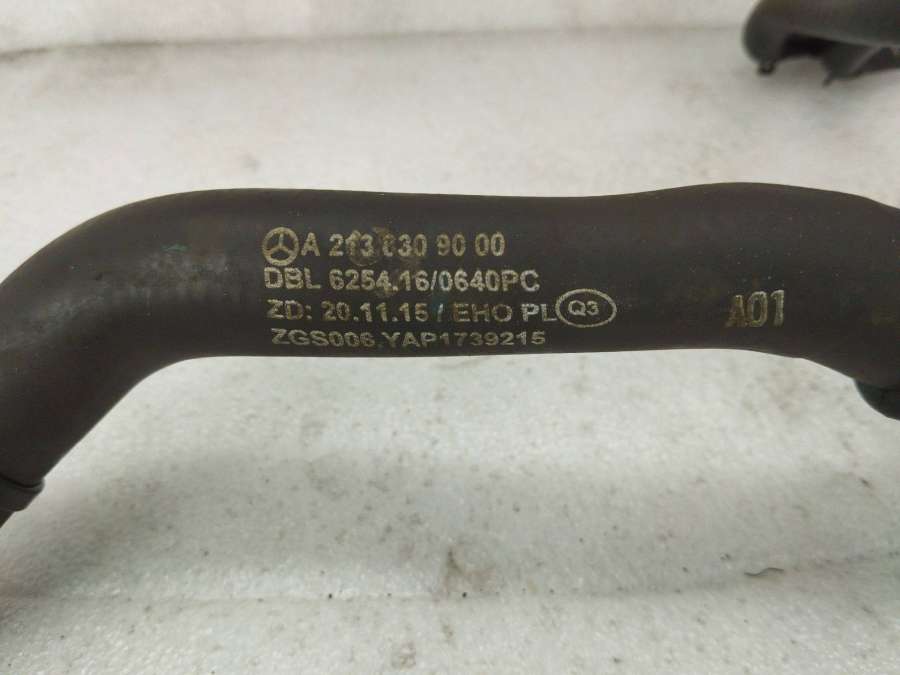 A 213 830 90 00
DBL 6254.16/0640PC
ZD: 20.11.15 / EHO PL Q3
ZGS006 YAP1739215
A01